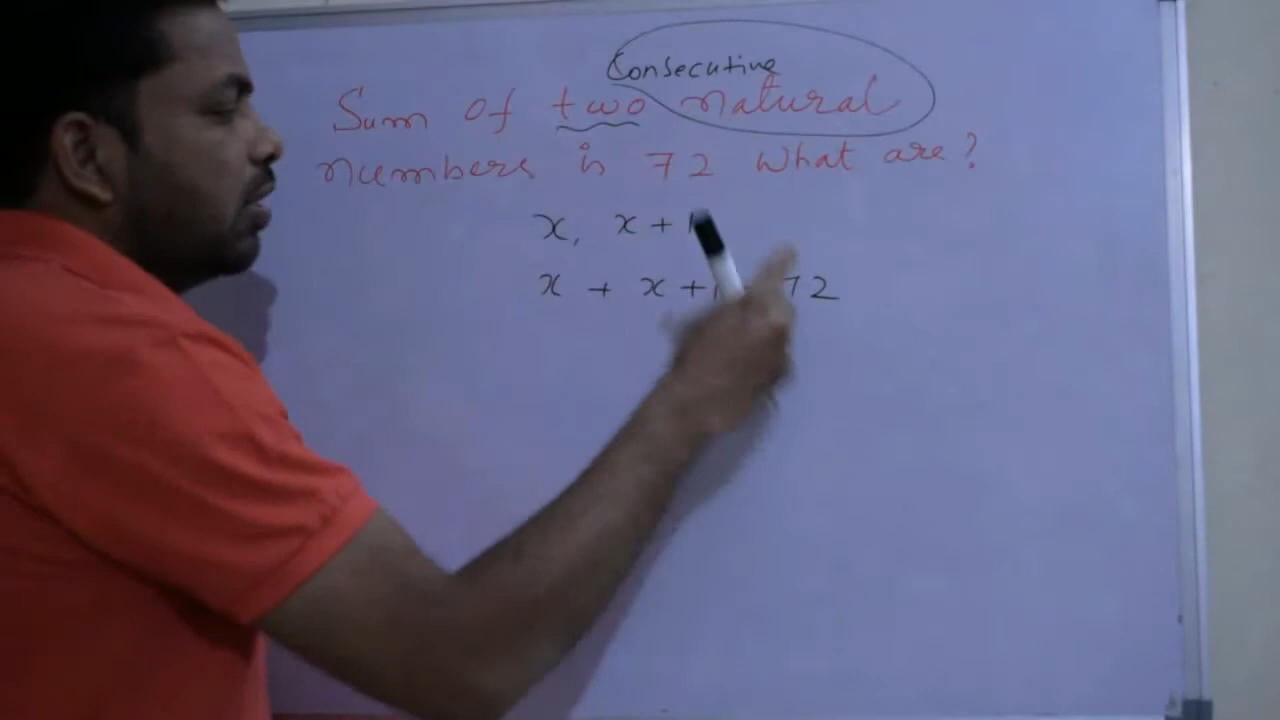 Consecutive
Sum of two natural
numbers is 72 what are?
x, x +
x + x + 72